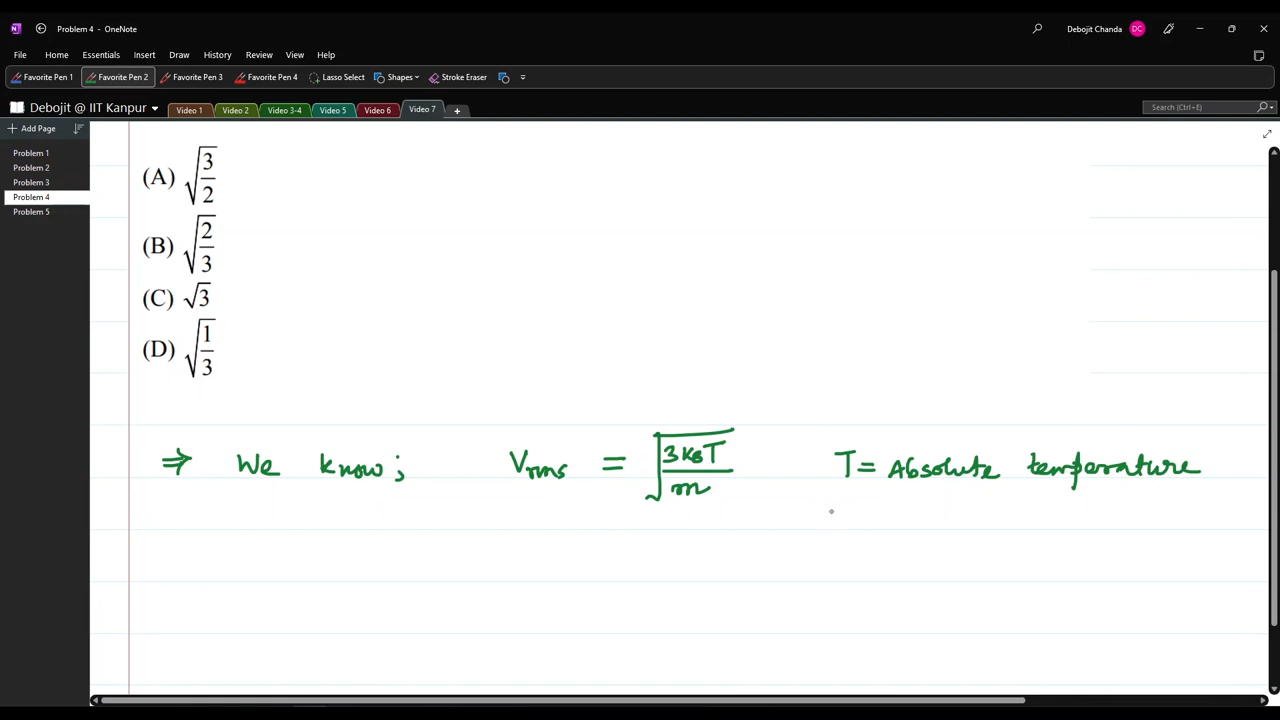 Problem 4 - OneNote
Debojit Chanda DC
File Home Essentials Insert Draw History Review View Help
Favorite Pen 1 Favorite Pen 2 Favorite Pen 3 Favorite Pen 4 Lasso Select Shapes Stroke Eraser
Debojit @ IIT Kanpur Video 1 Video 2 Video 3-4 Video 5 Video 6 Video 7 + Search (Ctrl+E)
+ Add Page
Problem 1
Problem 2
Problem 3
Problem 4
Problem 5
(A) √(3/2)
(B) √(2/3)
(C) √3
(D) √(1/3)
⇒ We know; Vrms = √(3KBT/m) T = Absolute temperature